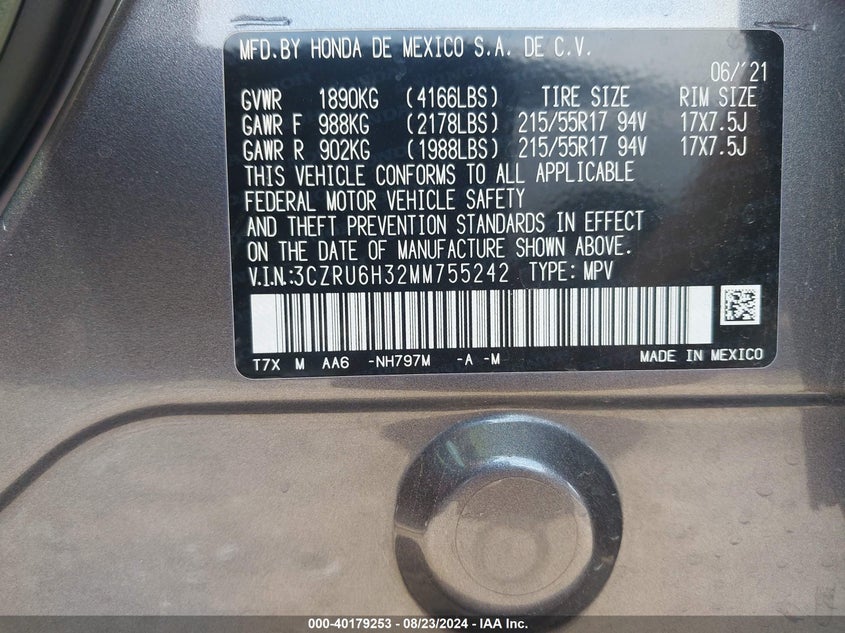 MFD.BY HONDA DE MEXICO S.A. DE C.V.
06/'21
GVWR 1890KG (4166LBS) TIRE SIZE RIM SIZE
GAWR F 988KG (2178LBS) 215/55R17 94V 17X7.5J
GAWR R 902KG (1988LBS) 215/55R17 94V 17X7.5J
THIS VEHICLE CONFORMS TO ALL APPLICABLE
FEDERAL MOTOR VEHICLE SAFETY
AND THEFT PREVENTION STANDARDS IN EFFECT
ON THE DATE OF MANUFACTURE SHOWN ABOVE.
V.I.N.:3CZRU6H32MM755242 TYPE: MPV
T7X M AA6 -NH797M -A -M MADE IN MEXICO
000-40179253 - 08/23/2024 - IAA Inc.